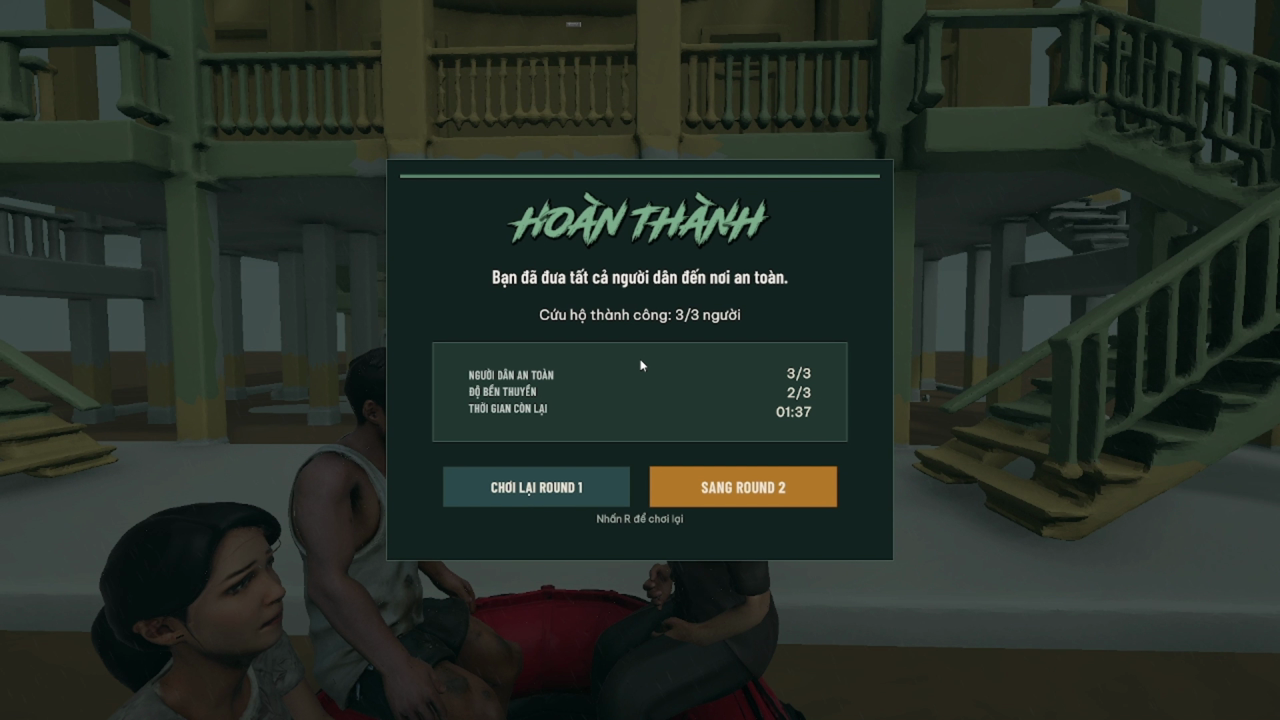 HOÀN THÀNH
Bạn đã đưa tất cả người dân đến nơi an toàn.
Cứu hộ thành công: 3/3 người
NGƯỜI DÂN AN TOÀN 3/3
ĐỘ BỀN THUYỀN 2/3
THỜI GIAN CÒN LẠI 01:37
CHƠI LẠI ROUND 1 SANG ROUND 2
Nhấn R để chơi lại